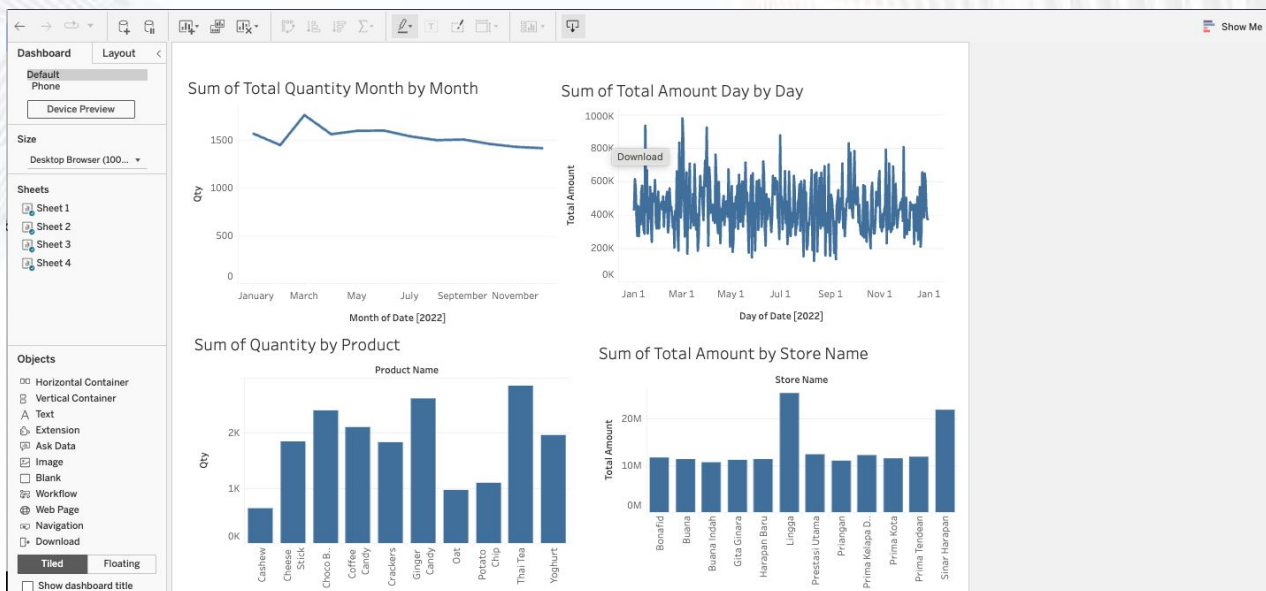 Show Me
Dashboard
Layout
Default
Phone
Device Preview
Size
Desktop Browser (100...
Sheets
Sheet 1
Sheet 2
Sheet 3
Sheet 4
Objects
Horizontal Container
Vertical Container
Text
Extension
Ask Data
Image
Blank
Workflow
Web Page
Navigation
Download
Tiled
Floating
Show dashboard title
Sum of Total Quantity Month by Month
Qty
1500
1000
500
0
January March May July September November
Month of Date [2022]
Sum of Total Amount Day by Day
Total Amount
1000K
800K
Download
600K
400K
200K
0K
Jan 1 Mar 1 May 1 Jul 1 Sep 1 Nov 1 Jan 1
Day of Date [2022]
Sum of Quantity by Product
Product Name
Qty
2K
1K
0K
Cashew
Cheese
Stick
Choco B..
Coffee
Candy
Crackers
Ginger
Candy
Oat
Potato
Chip
Thai Tea
Yoghurt
Sum of Total Amount by Store Name
Store Name
Total Amount
20M
10M
0M
Bonafid
Buana
Buana Indah
Gita Ginara
Harapan Baru
Lingga
Prestasi Utama
Priangan
Prima Kelapa D..
Prima Kota
Prima Tendean
Sinar Harapan